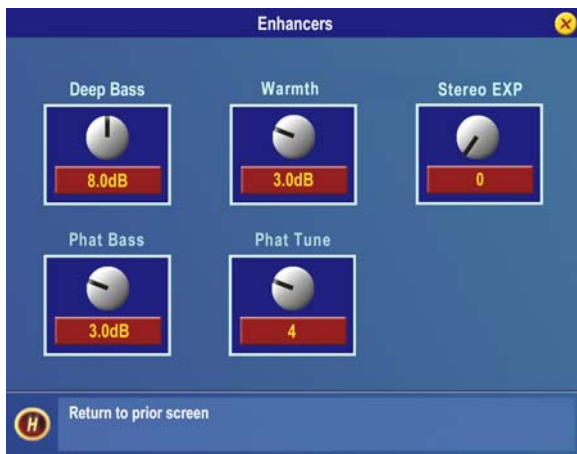 Enhancers
Deep Bass
Warmth
Stereo EXP
8.0dB
3.0dB
0
Phat Bass
Phat Tune
3.0dB
4
H
Return to prior screen